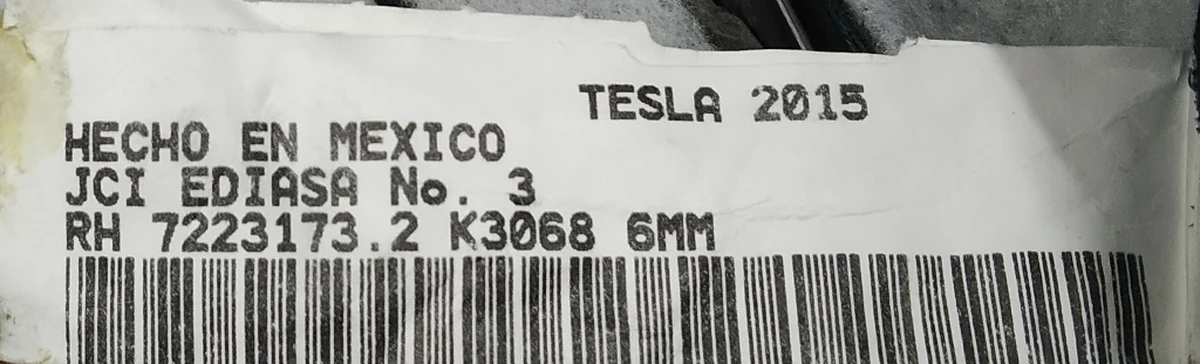 TESLA 2015
HECHO EN MEXICO
JCI EDIASA No. 3
RH 7223173.2 K3068 6MM